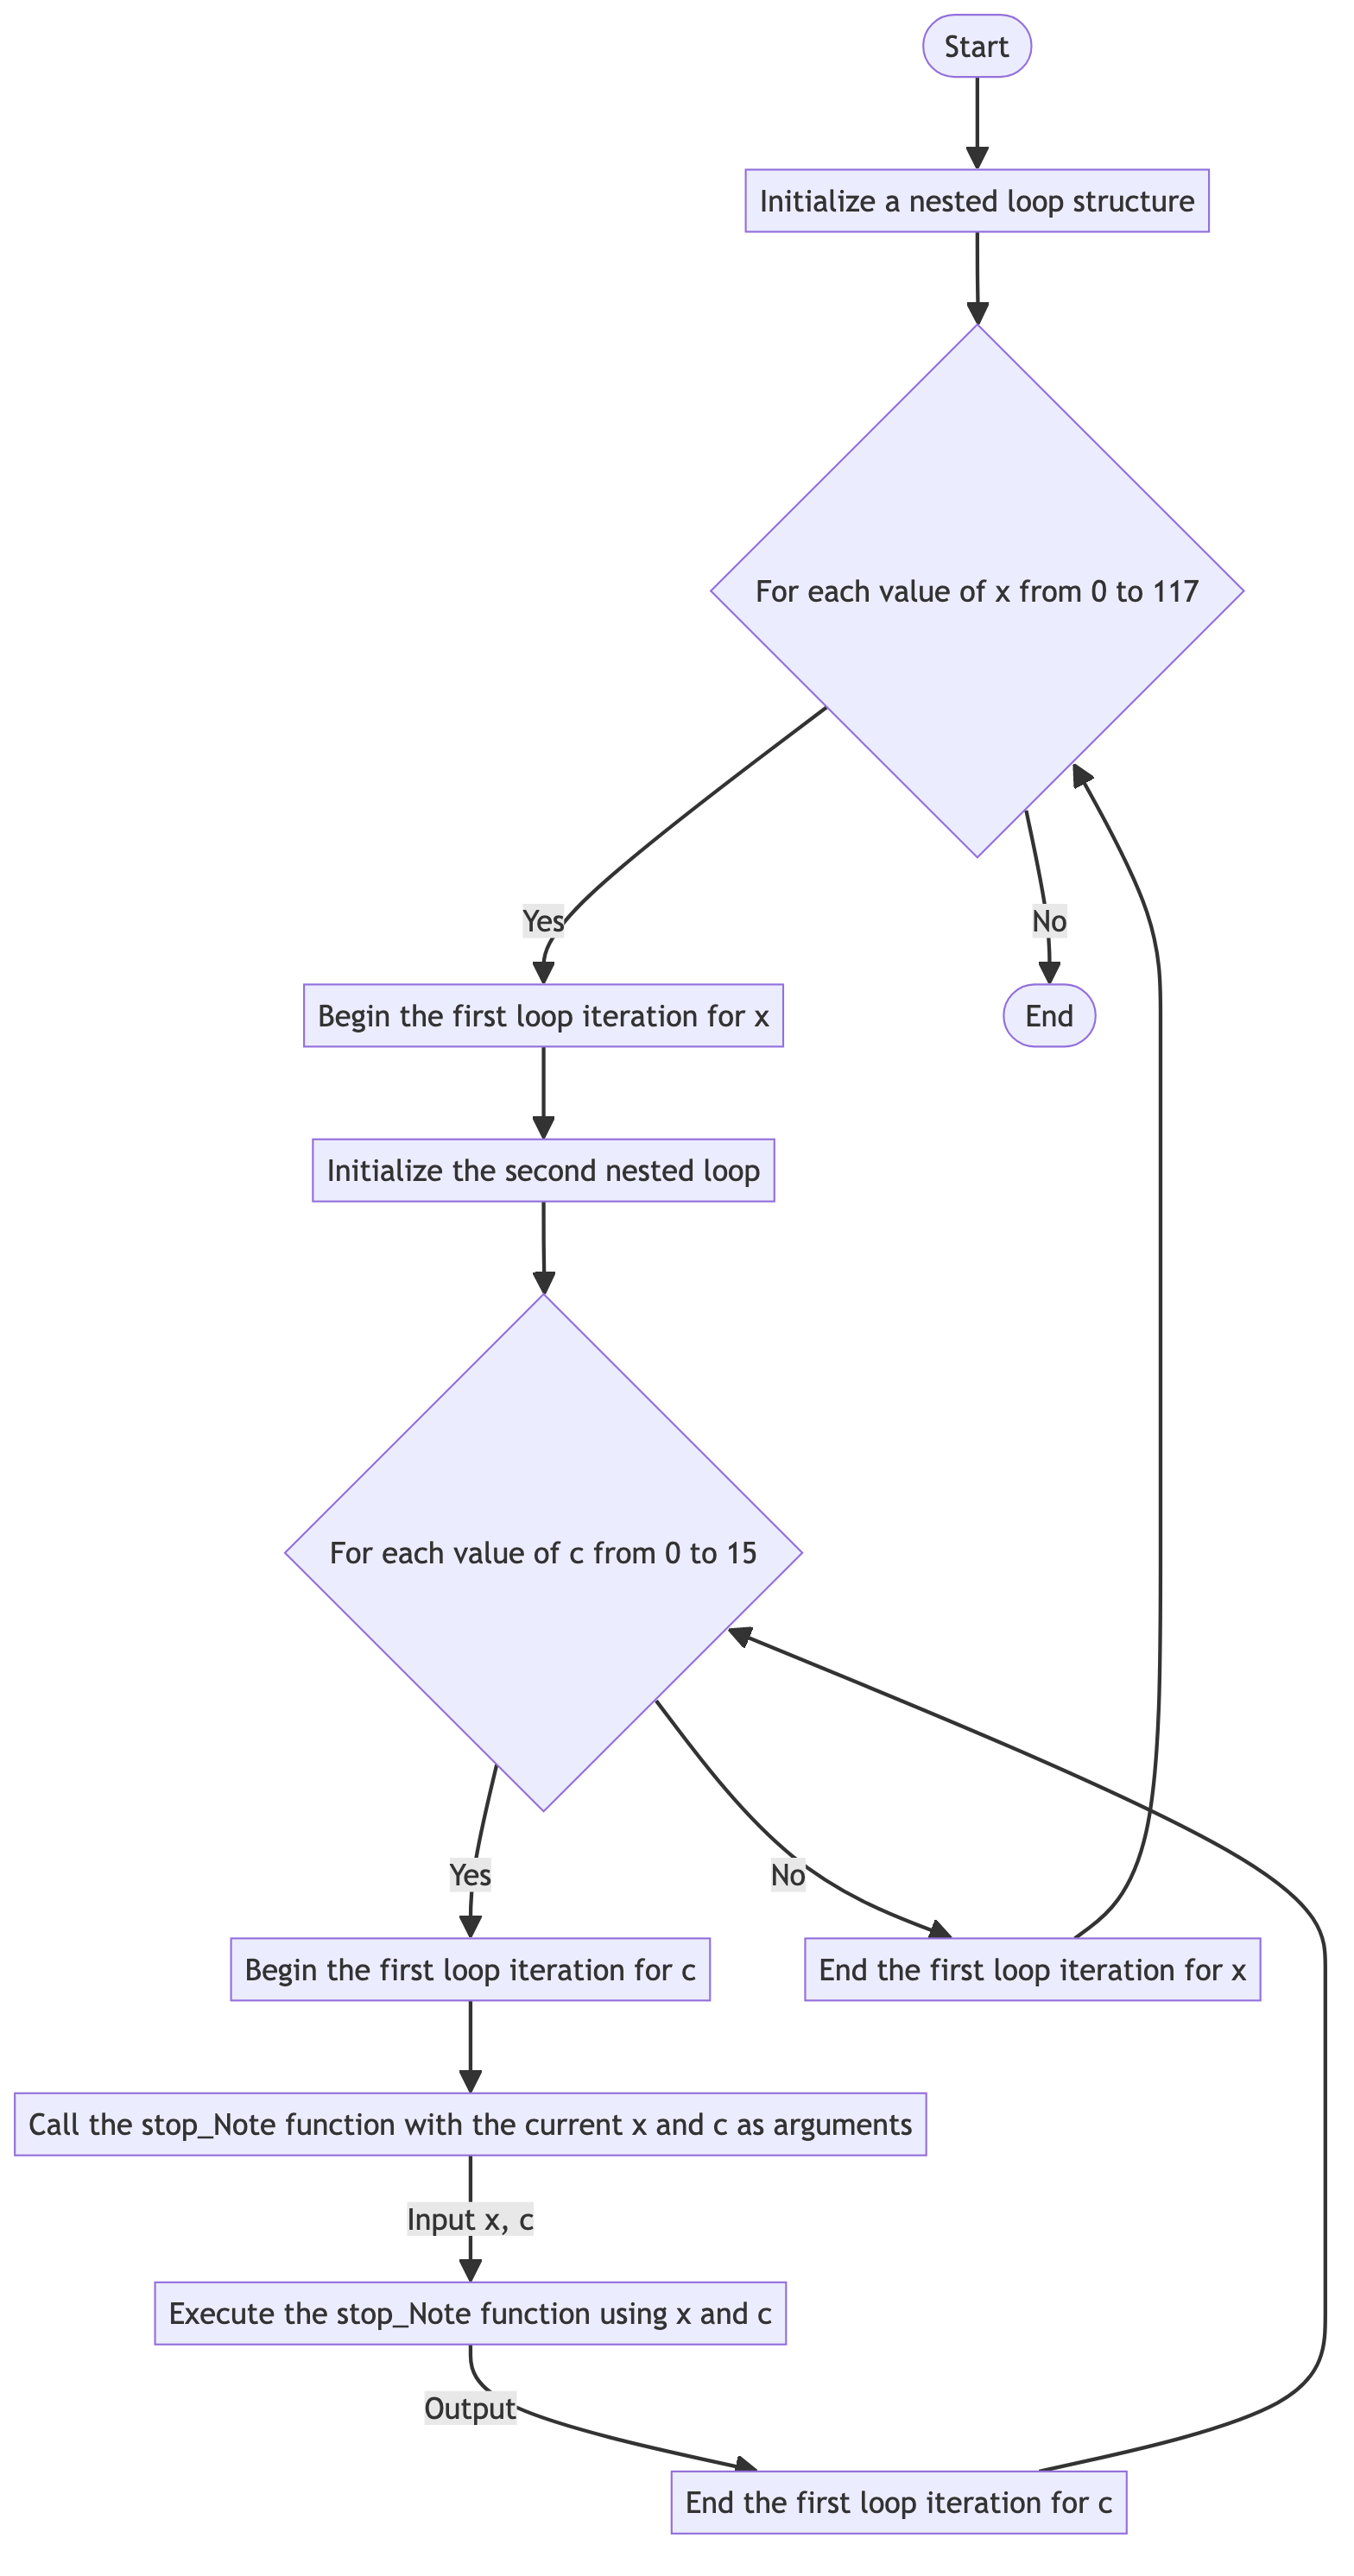 Start
Initialize a nested loop structure
For each value of x from 0 to 117
Yes
No
Begin the first loop iteration for x
End
Initialize the second nested loop
For each value of c from 0 to 15
Yes
No
Begin the first loop iteration for c
End the first loop iteration for x
Call the stop_Note function with the current x and c as arguments
Input x, c
Execute the stop_Note function using x and c
Output
End the first loop iteration for c